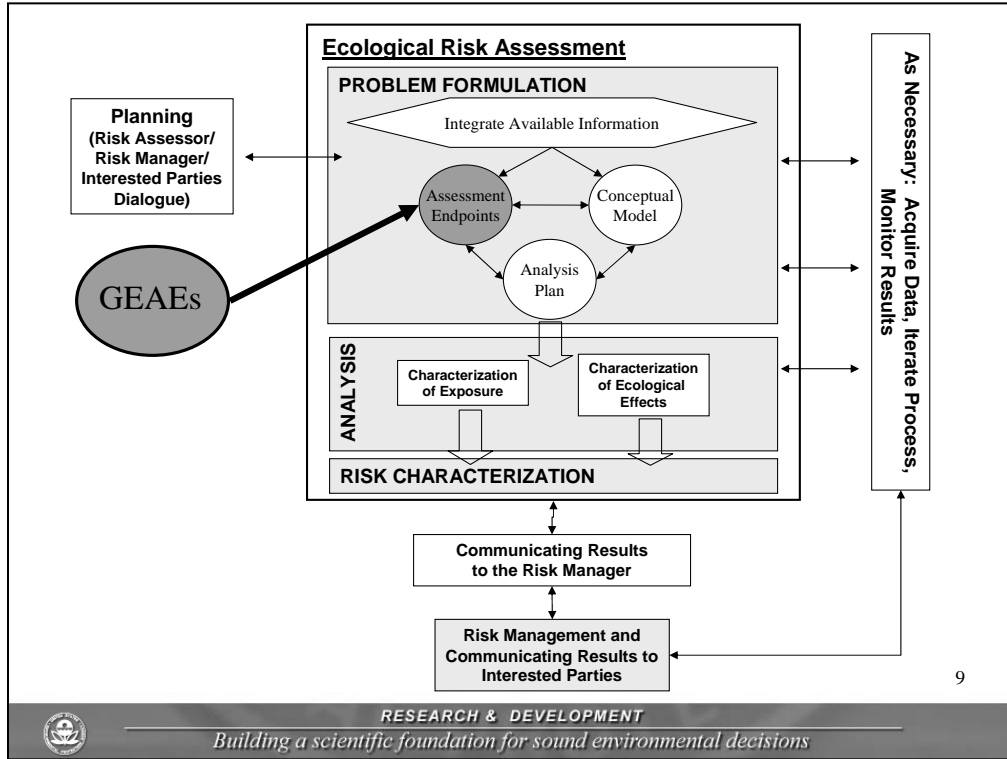 Ecological Risk Assessment
PROBLEM FORMULATION
Integrate Available Information
Planning
(Risk Assessor/
Risk Manager/
Interested Parties
Dialogue)
Assessment
Endpoints
Conceptual
Model
Analysis
Plan
GEAEs
ANALYSIS
Characterization
of Exposure
Characterization
of Ecological
Effects
RISK CHARACTERIZATION
As Necessary: Acquire Data, Iterate Process,
Monitor Results
Communicating Results
to the Risk Manager
Risk Management and
Communicating Results to
Interested Parties
9
RESEARCH & DEVELOPMENT
Building a scientific foundation for sound environmental decisions